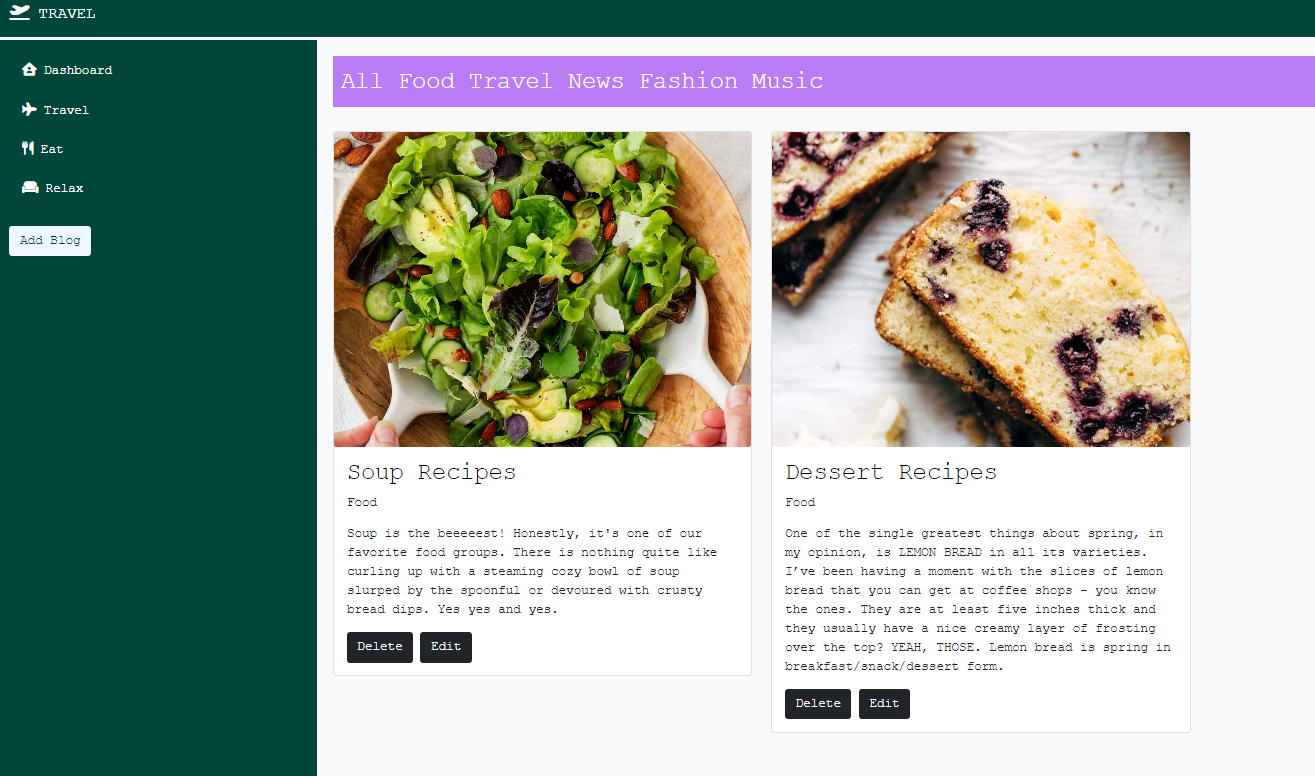 TRAVEL
Dashboard
Travel
Eat
Relax
Add Blog
All Food Travel News Fashion Music
Soup Recipes
Food
Soup is the beeeeest! Honestly, it's one of our
favorite food groups. There is nothing quite like
curling up with a steaming cozy bowl of soup
slurped by the spoonful or devoured with crusty
bread dips. Yes yes and yes.
Delete Edit
Dessert Recipes
Food
One of the single greatest things about spring, in
my opinion, is LEMON BREAD in all its varieties.
I’ve been having a moment with the slices of lemon
bread that you can get at coffee shops – you know
the ones. They are at least five inches thick and
they usually have a nice creamy layer of frosting
over the top? YEAH, THOSE. Lemon bread is spring in
breakfast/snack/dessert form.
Delete Edit